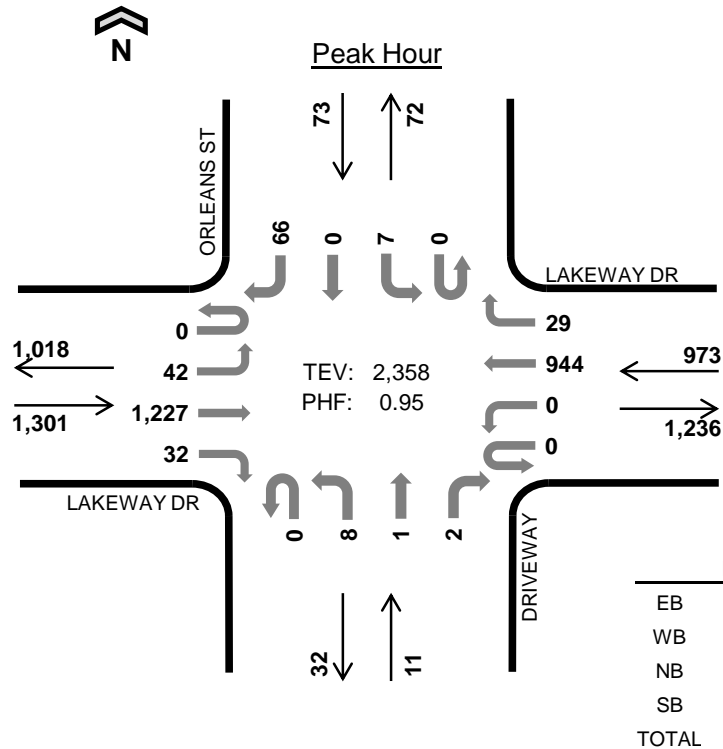 N
Peak Hour
73
72
ORLEANS ST
66
0
7
0
LAKEWAY DR
0
29
1,018
42
TEV: 2,358
944
973
1,301
1,227
PHF: 0.95
0
1,236
32
0
LAKEWAY DR
0
8
1
2
DRIVEWAY
32
11
EB
WB
NB
SB
TOTAL